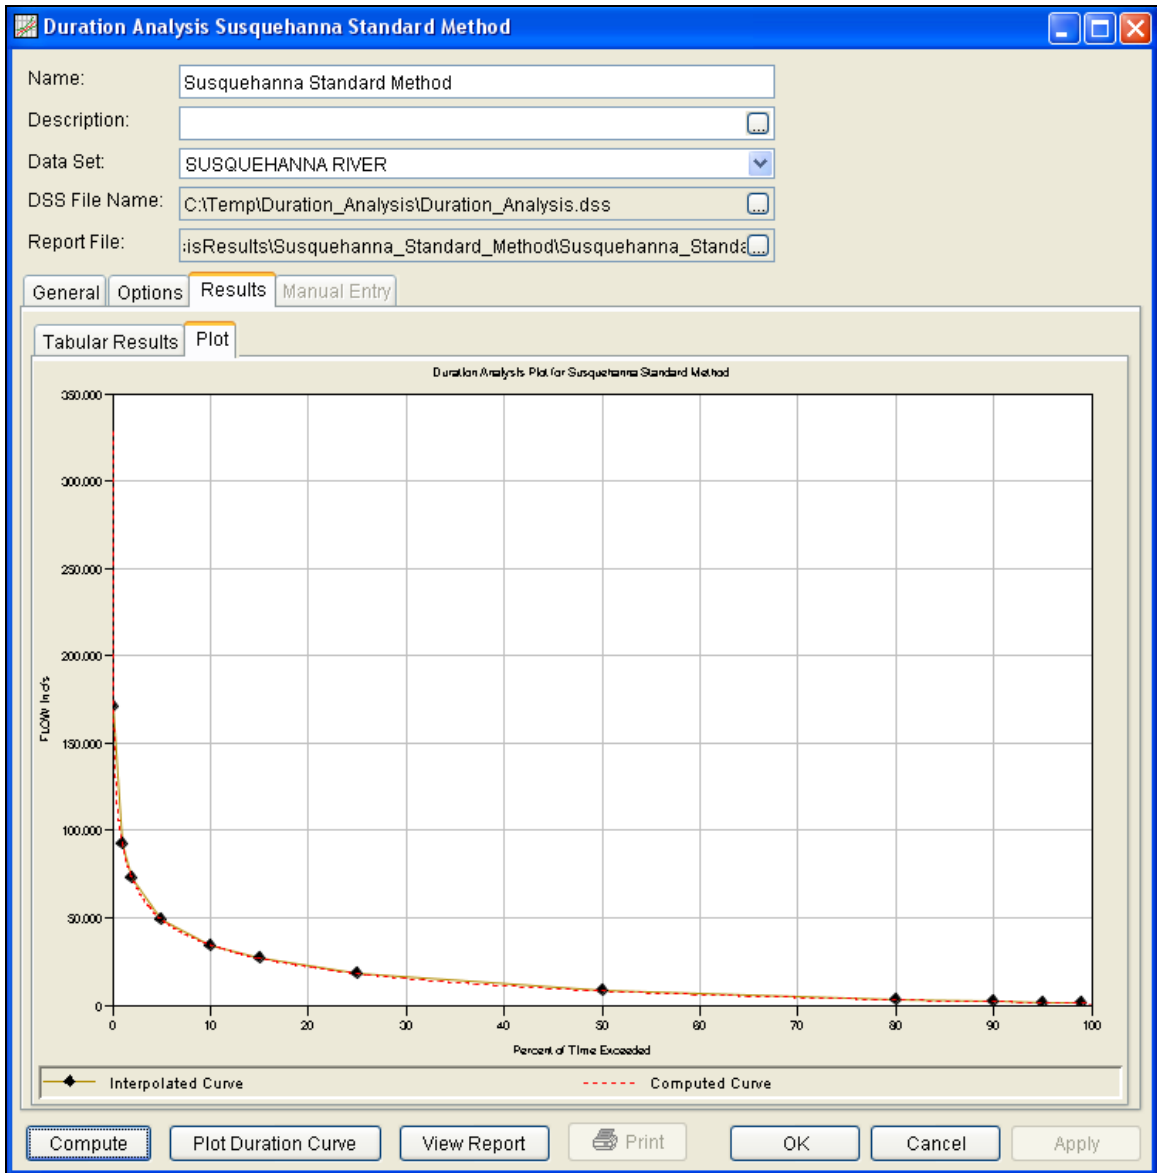 Duration Analysis Susquehanna Standard Method
Name: Susquehanna Standard Method
Description: ...
Data Set: SUSQUEHANNA RIVER
DSS File Name: C:\Temp\Duration_Analysis\Duration_Analysis.dss ...
Report File: isResults\Susquehanna_Standard_Method\Susquehanna_Standa ...
General Options Results Manual Entry
Tabular Results Plot
Duration Analysis Plot for Susquehanna Standard Method
350.000
300.000
250.000
200.000
150.000
100.000
50.000
0
FLOW in cfs
0 10 20 30 40 50 60 70 80 90 100
Percent of Time Exceeded
Interpolated Curve Computed Curve
Compute Plot Duration Curve View Report Print OK Cancel Apply